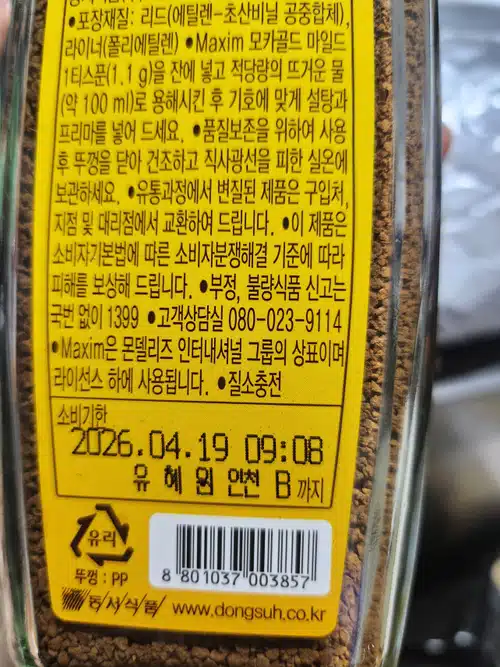 •포장재질: 리드(에틸렌-초산비닐 공중합체),
라이너(폴리에틸렌) •Maxim 모카골드 마일드
1티스푼(1.1 g)을 잔에 넣고 적당량의 뜨거운 물
(약 100 ml)로 용해시킨 후 기호에 맞게 설탕과
프리마를 넣어 드세요. •품질보존을 위하여 사용
후 뚜껑을 닫아 건조하고 직사광선을 피한 실온에
보관하세요. •유통과정에서 변질된 제품은 구입처,
지점 및 대리점에서 교환하여 드립니다. •이 제품은
소비자기본법에 따른 소비자분쟁해결 기준에 따라
피해를 보상해 드립니다. •부정, 불량식품 신고는
국번 없이 1399 •고객상담실 080-023-9114
•Maxim은 몬델리즈 인터내셔널 그룹의 상표이며
라이선스 하에 사용됩니다. •질소충전
소비기한
2026.04.19 09:08
유 혜 원 인천 B 까지
유리
뚜껑 : PP
8 801037 003857
동서식품 www.dongsuh.co.kr